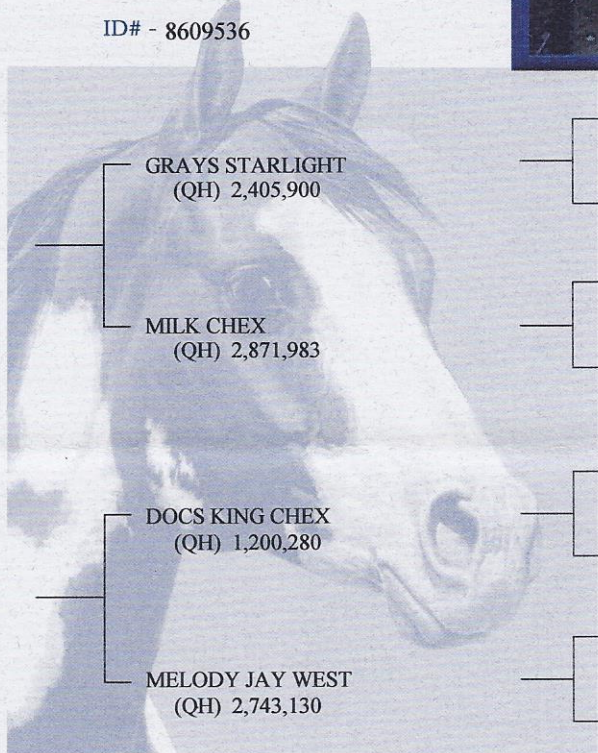 ID# - 8609536
GRAYS STARLIGHT
(QH) 2,405,900
MILK CHEX
(QH) 2,871,983
DOCS KING CHEX
(QH) 1,200,280
MELODY JAY WEST
(QH) 2,743,130